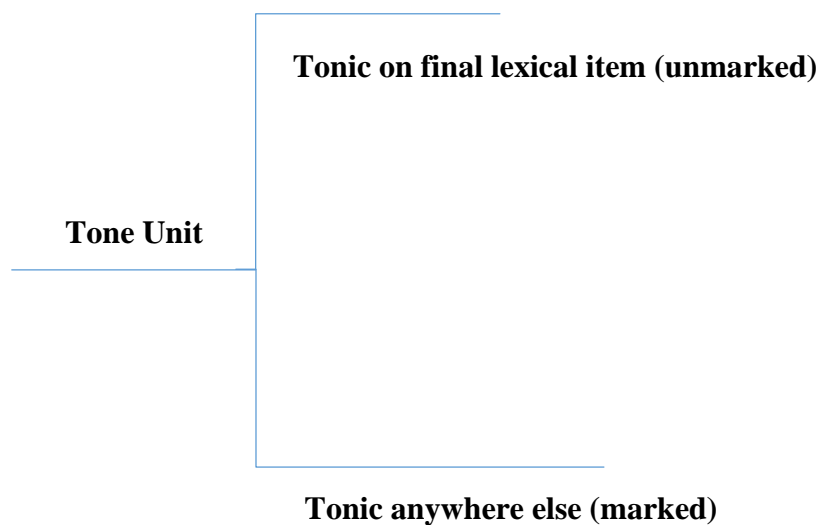 Tonic on final lexical item (unmarked)
Tone Unit
Tonic anywhere else (marked)